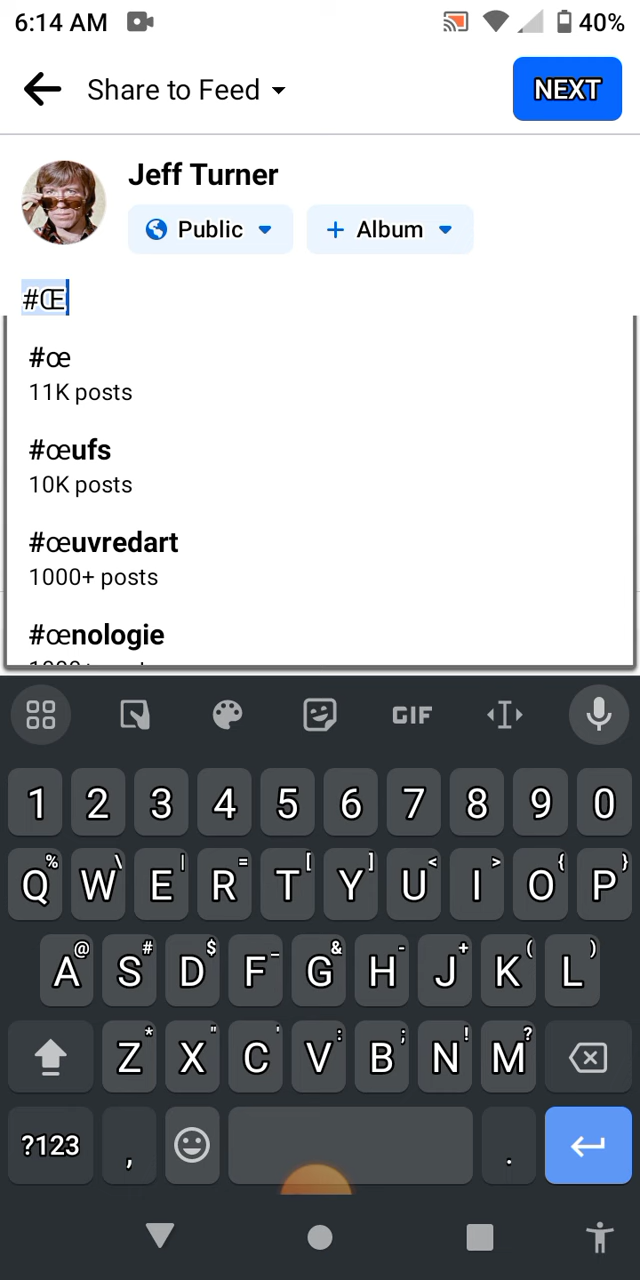 6:14 AM 40%
Share to Feed NEXT
Jeff Turner
Public + Album
#Œ
#œ
11K posts
#œufs
10K posts
#œuvredart
1000+ posts
#œnologie
GIF
1 2 3 4 5 6 7 8 9 0
% \ | = [ ] < > { }
Q W E R T Y U I O P
@ # $ _ & - + ( )
A S D F G H J K L
* " ' : ; ! ?
Z X C V B N M
?123 , .